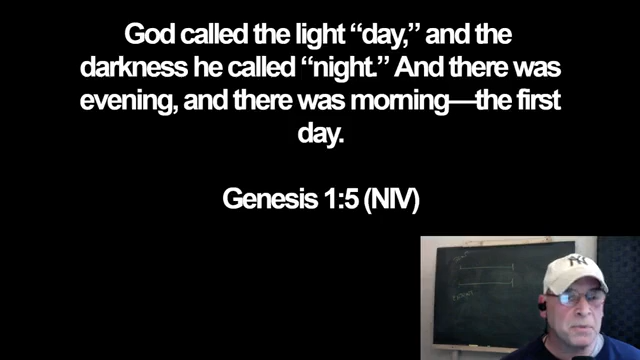 God called the light “day,” and the
darkness he called “night.” And there was
evening, and there was morning—the first
day.
Genesis 1:5 (NIV)
NY